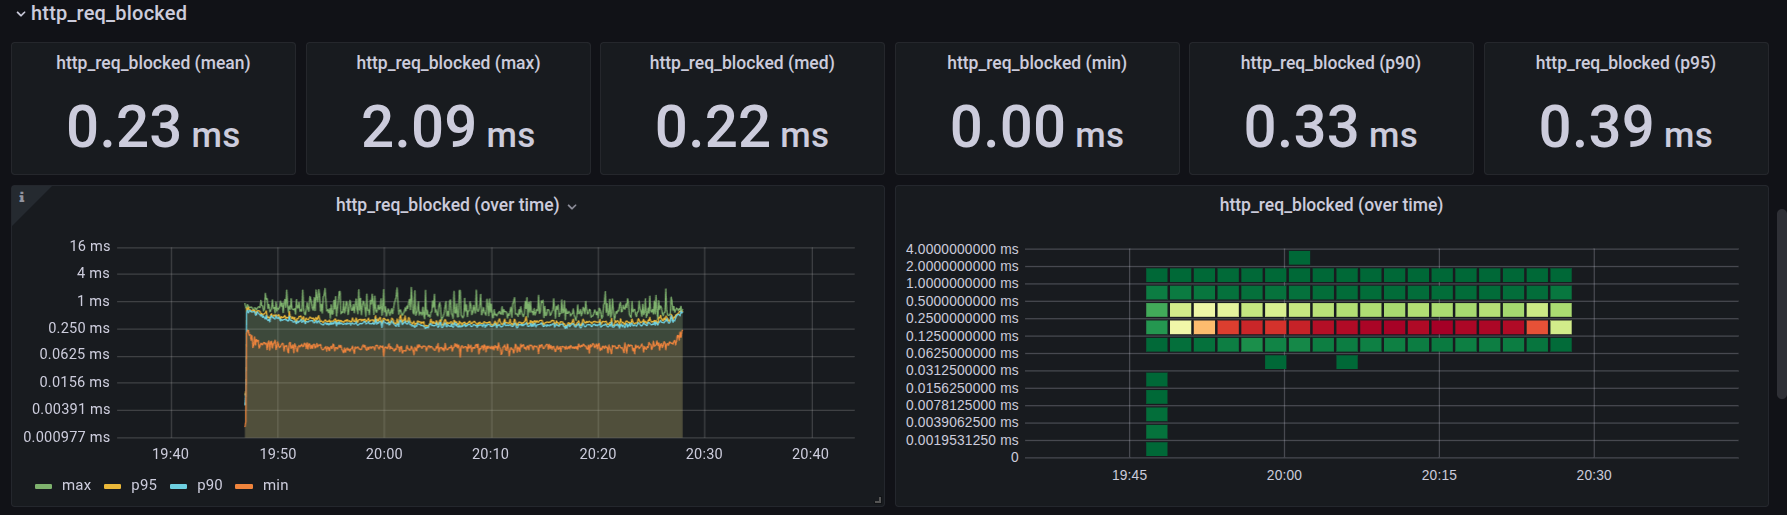 http_req_blocked
http_req_blocked (mean)
0.23 ms
http_req_blocked (max)
2.09 ms
http_req_blocked (med)
0.22 ms
http_req_blocked (min)
0.00 ms
http_req_blocked (p90)
0.33 ms
http_req_blocked (p95)
0.39 ms
i
http_req_blocked (over time)
16 ms
4 ms
1 ms
0.250 ms
0.0625 ms
0.0156 ms
0.00391 ms
0.000977 ms
19:40 19:50 20:00 20:10 20:20 20:30 20:40
max p95 p90 min
http_req_blocked (over time)
4.0000000000 ms
2.0000000000 ms
1.0000000000 ms
0.5000000000 ms
0.2500000000 ms
0.1250000000 ms
0.0625000000 ms
0.0312500000 ms
0.0156250000 ms
0.0078125000 ms
0.0039062500 ms
0.0019531250 ms
0
19:45 20:00 20:15 20:30